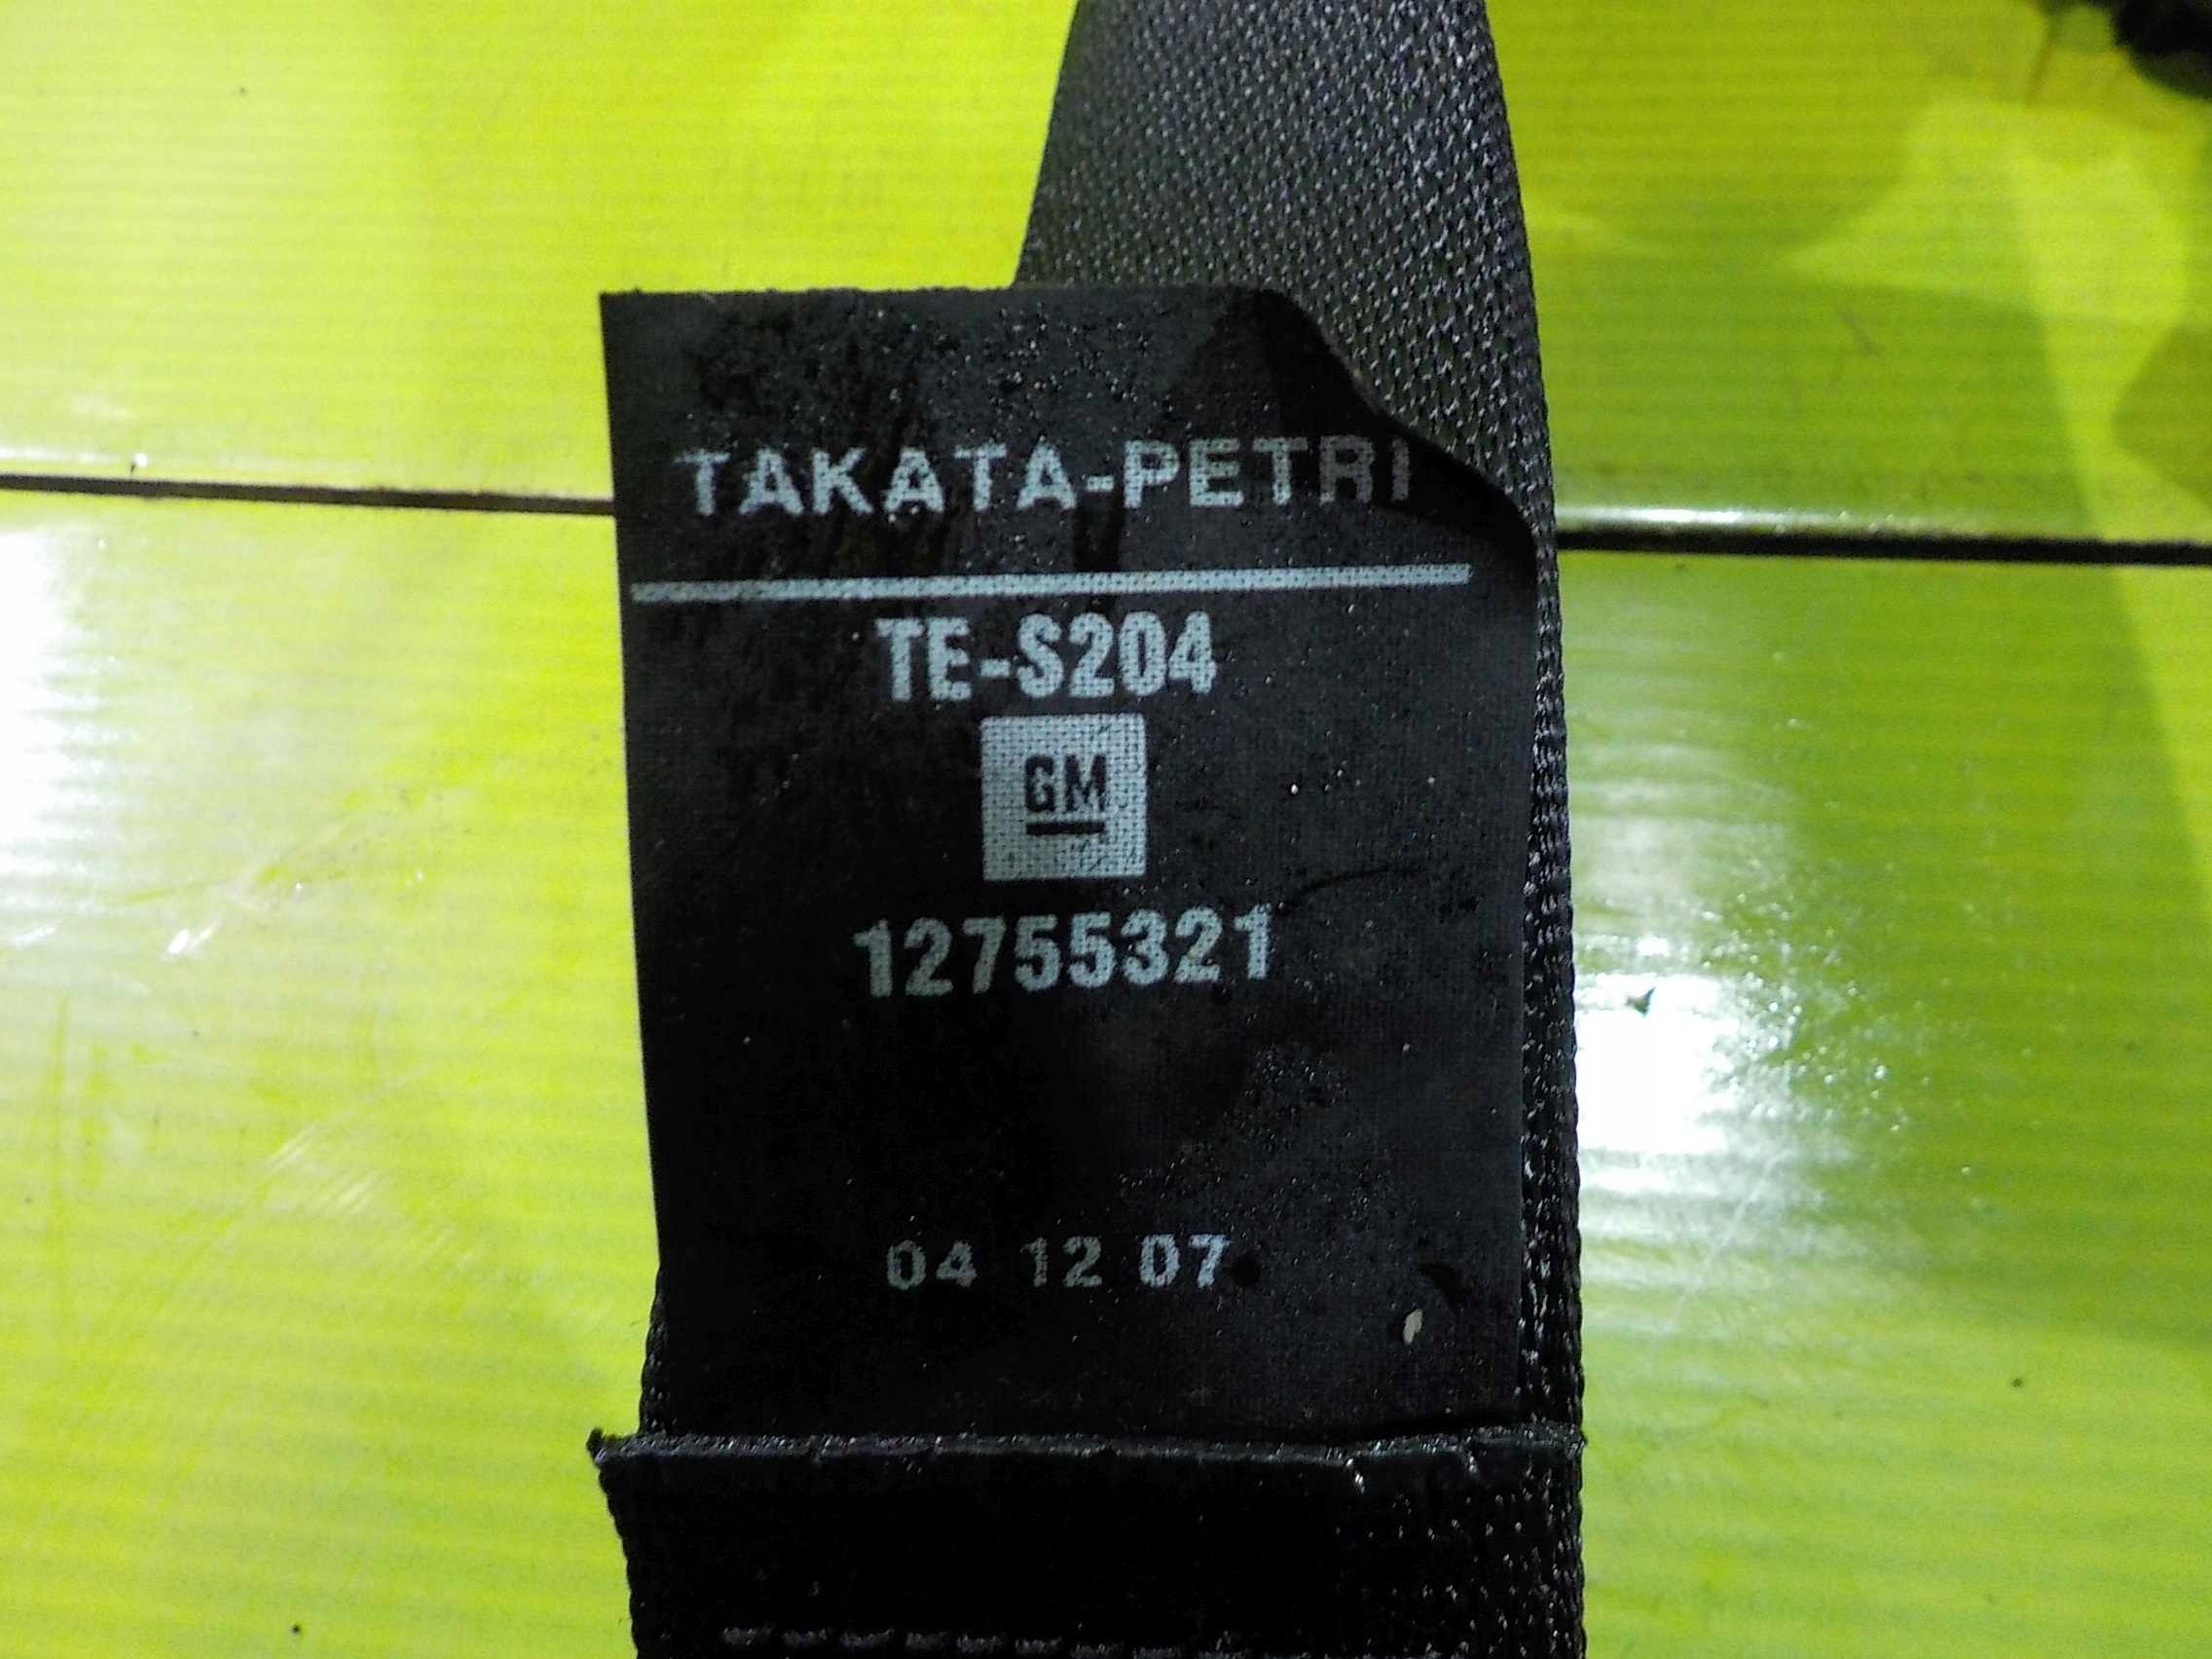 TAKATA-PETRI
TE-S204
GM
12755321
04 12 07